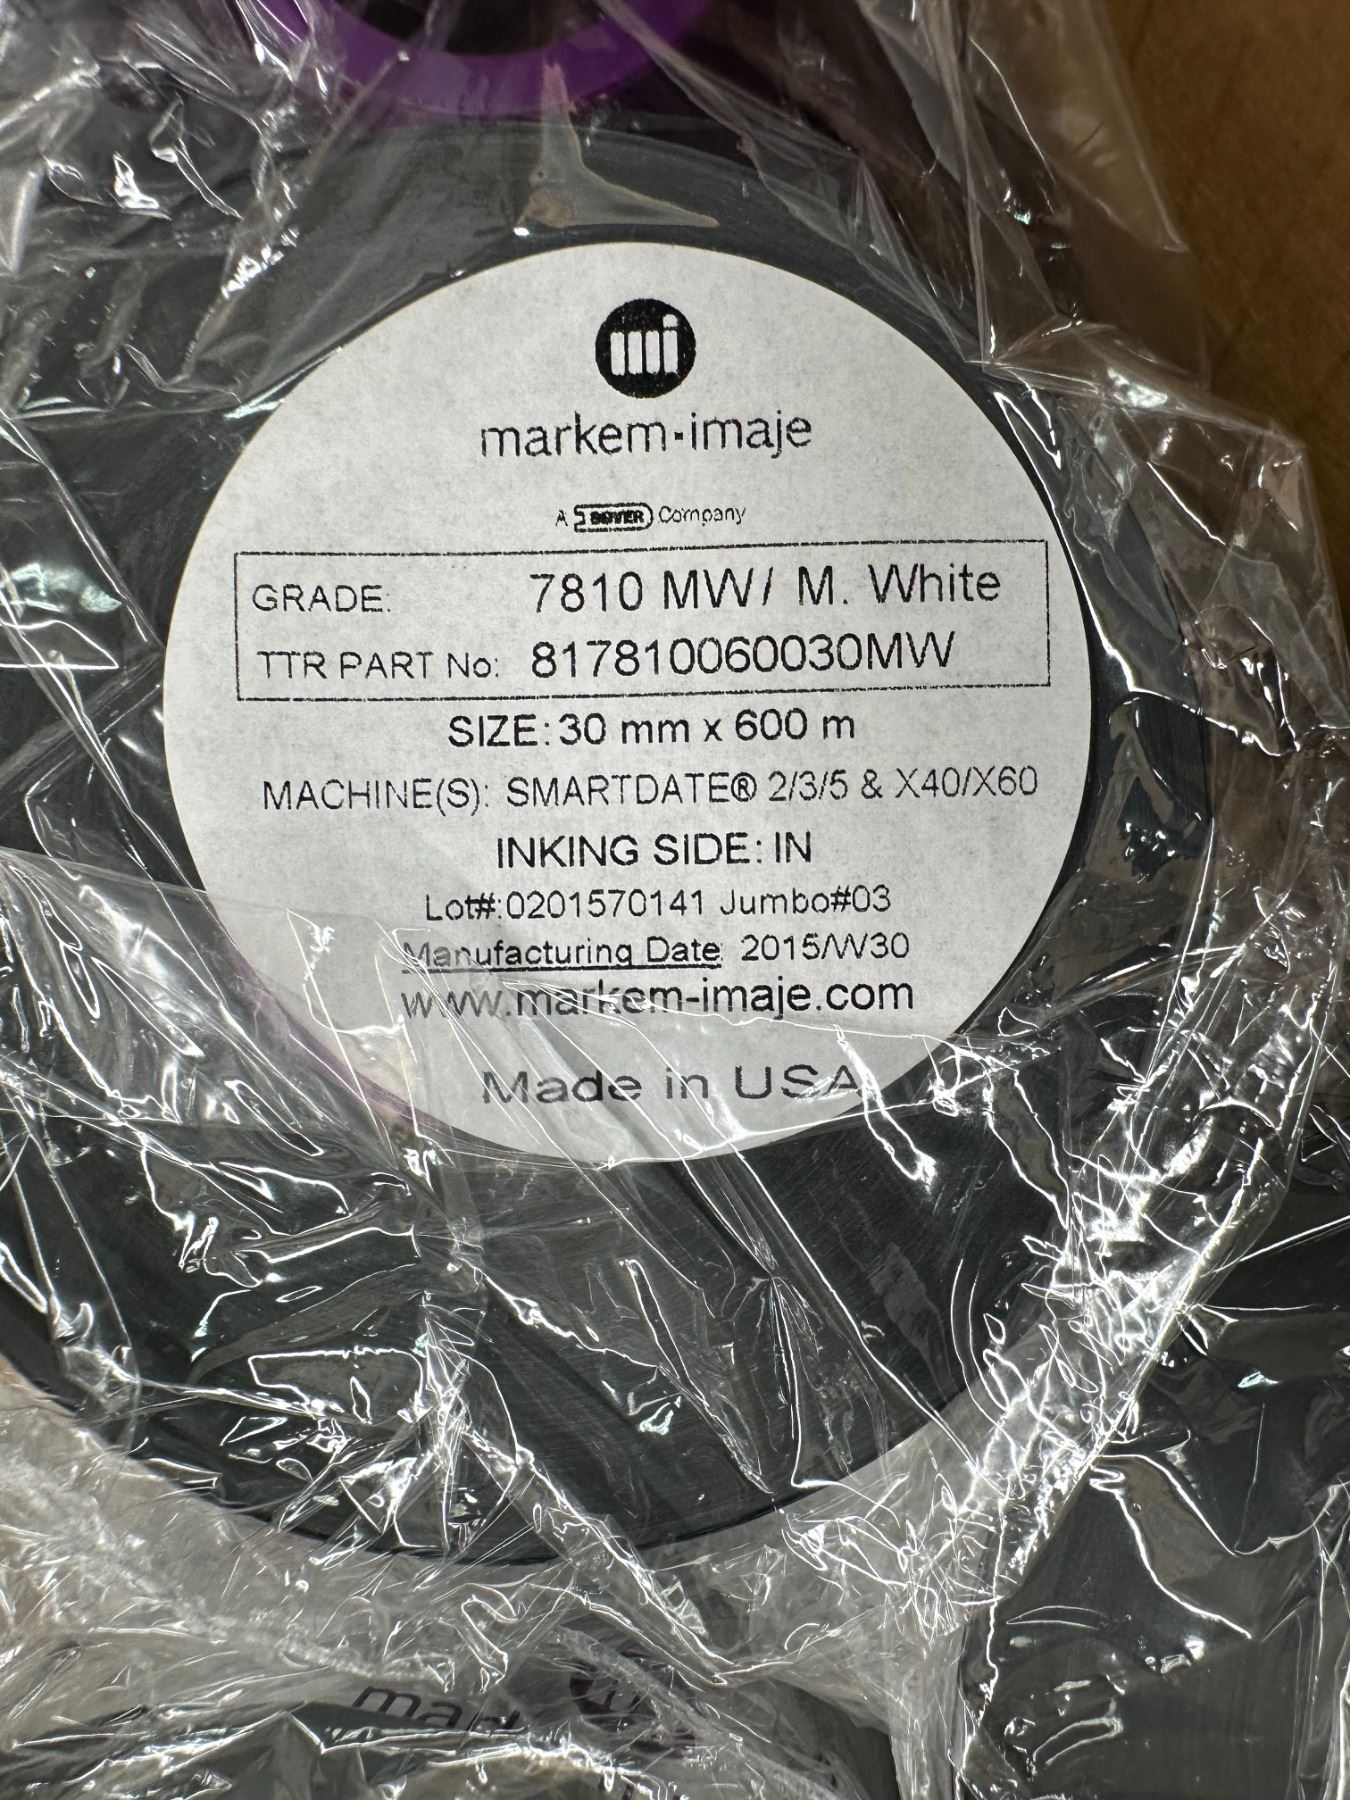 mi
markem-imaje
A DOVER Company
GRADE: 7810 MW/ M. White
TTR PART No: 817810060030MW
SIZE: 30 mm x 600 m
MACHINE(S): SMARTDATE® 2/3/5 & X40/X60
INKING SIDE: IN
Lot#:0201570141 Jumbo#03
Manufacturing Date: 2015/W30
www.markem-imaje.com
Made in USA